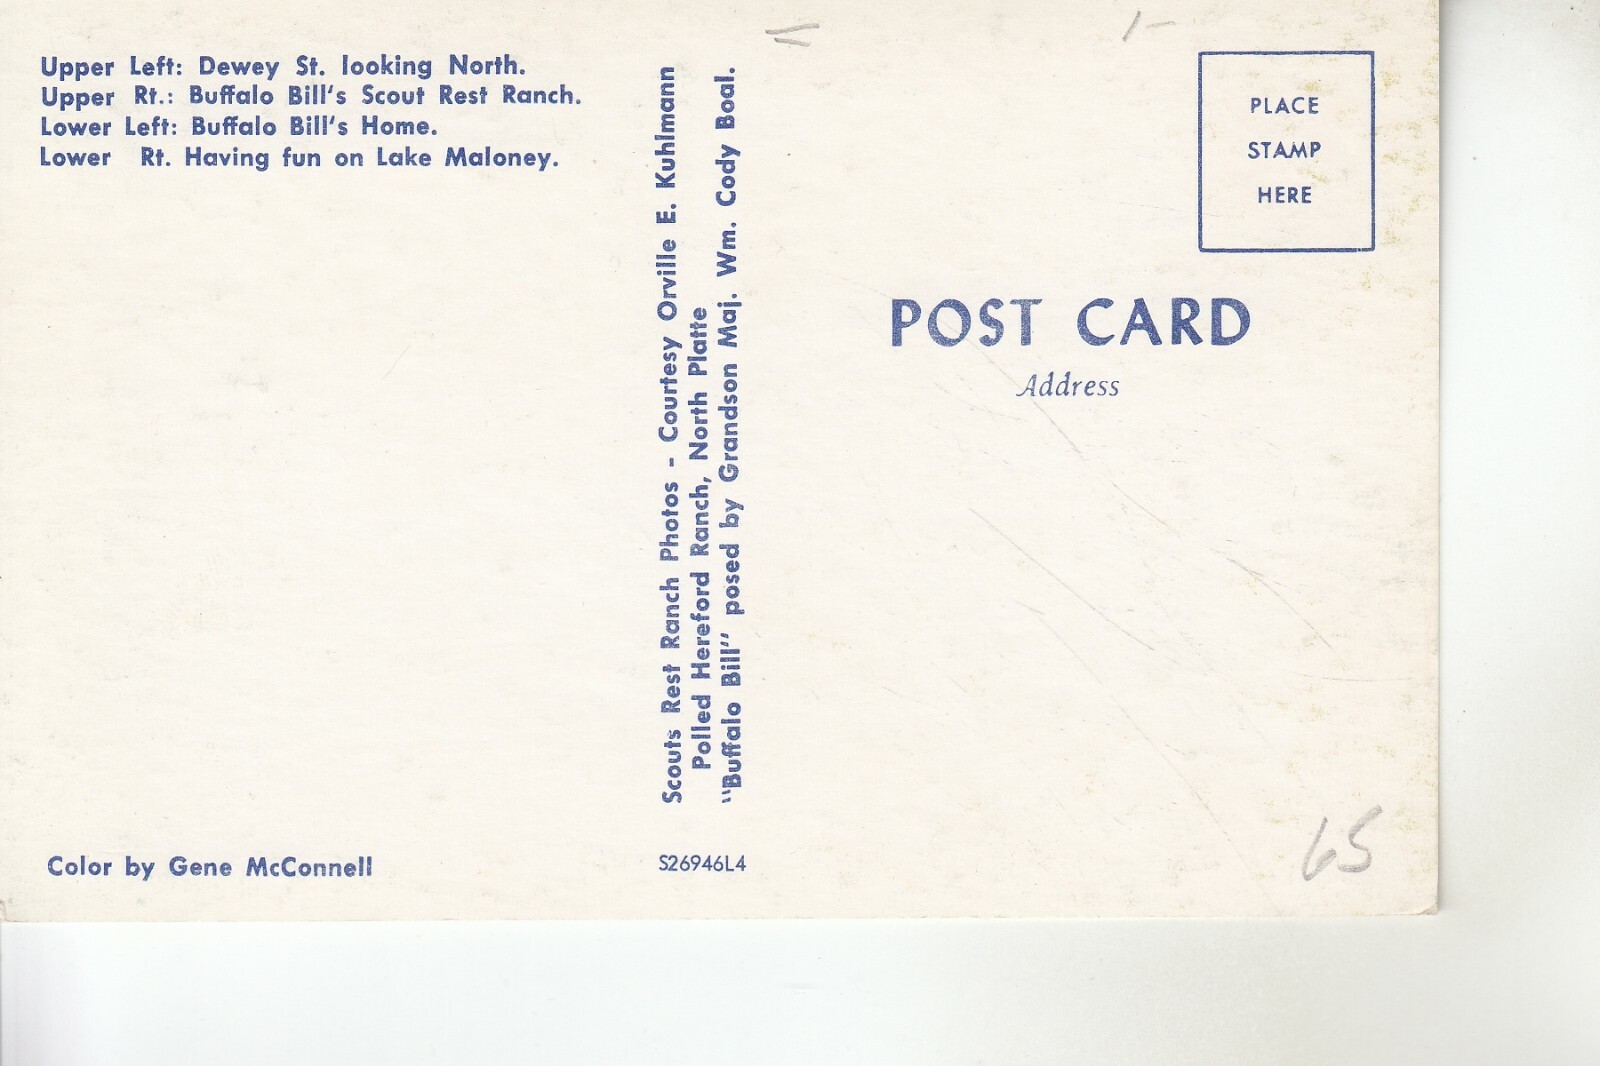 Upper Left: Dewey St. looking North.
Upper Rt.: Buffalo Bill's Scout Rest Ranch.
Lower Left: Buffalo Bill's Home.
Lower Rt. Having fun on Lake Maloney.
Color by Gene McConnell
Scouts Rest Ranch Photos - Courtesy Orville E. Kuhlmann
Polled Hereford Ranch, North Platte
"Buffalo Bill" posed by Grandson Maj. Wm. Cody Boal.
S26946L4
1-
PLACE
STAMP
HERE
POST CARD
Address
65